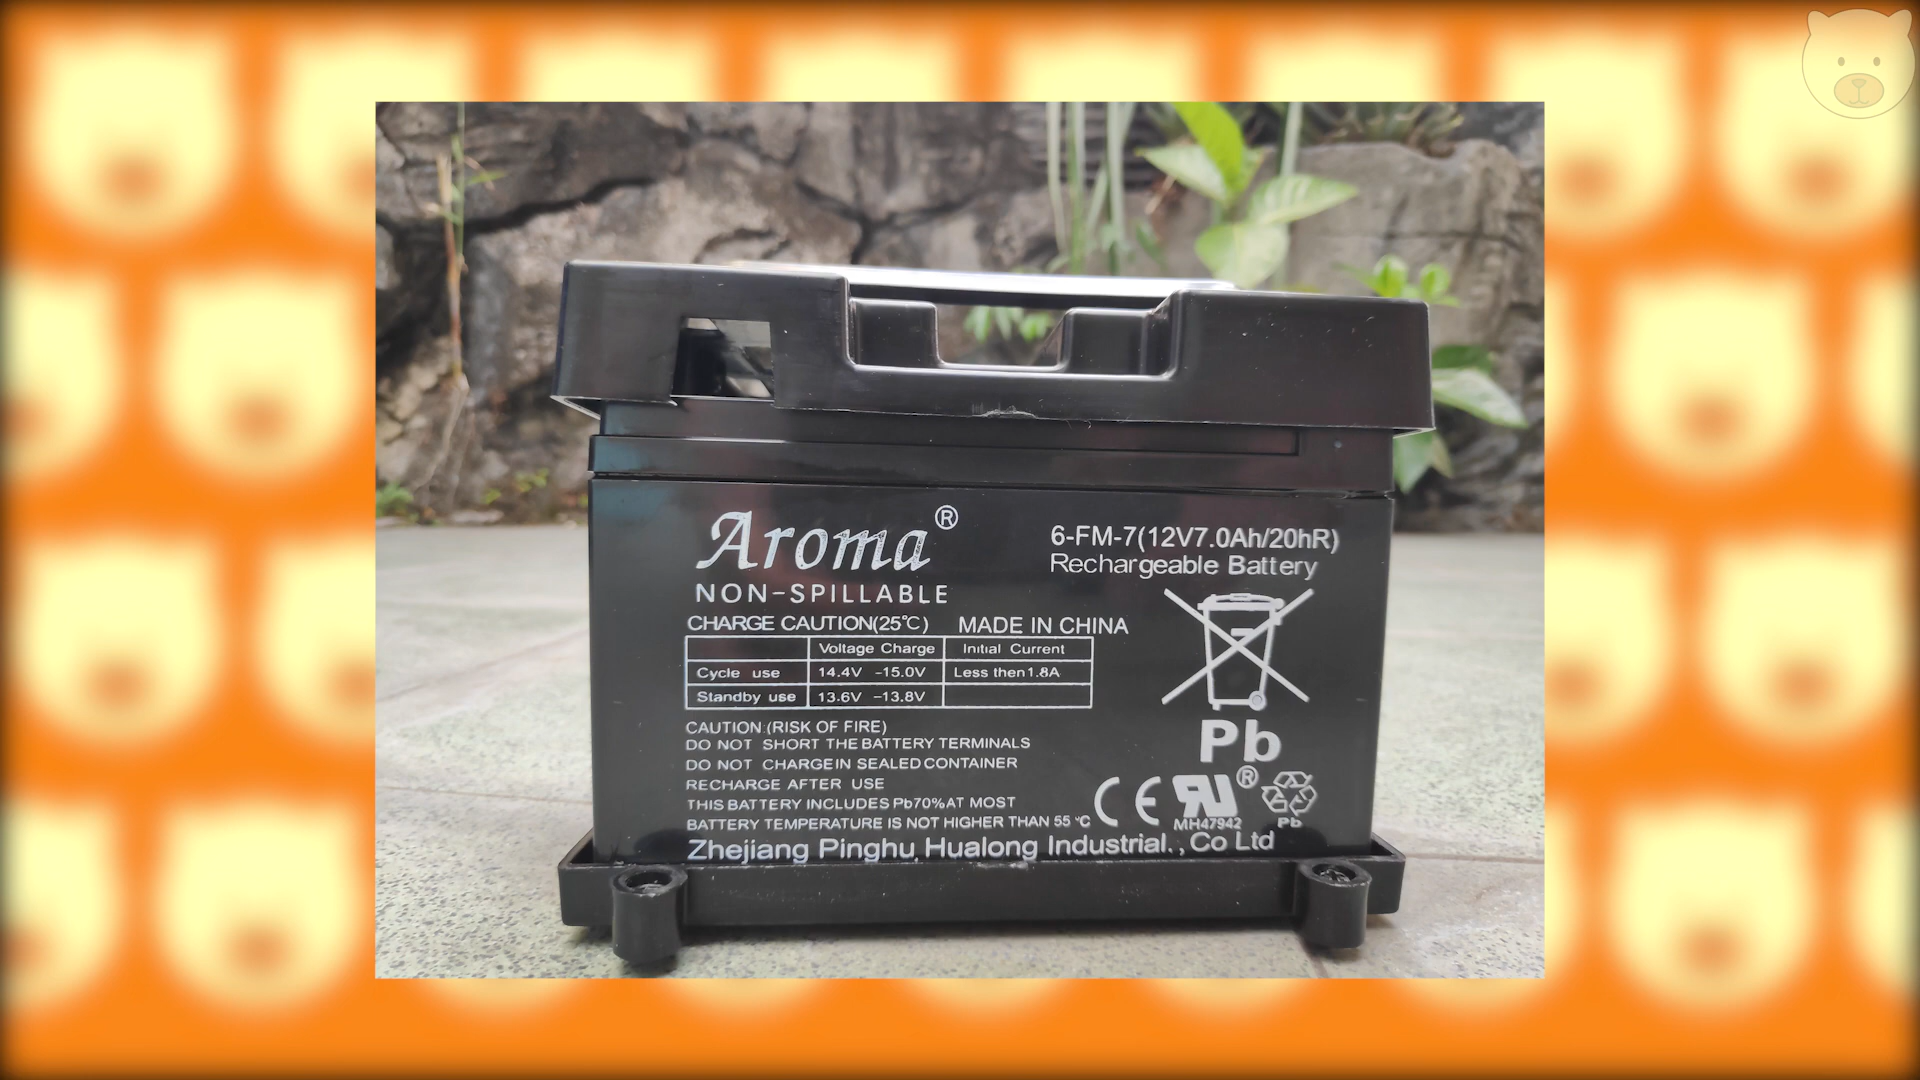 Aroma®
NON-SPILLABLE
6-FM-7(12V7.0Ah/20hR)
Rechargeable Battery
CHARGE CAUTION(25℃) MADE IN CHINA
Voltage Charge Initial Current
Cycle use 14.4V -15.0V Less then1.8A
Standby use 13.6V -13.8V
CAUTION:(RISK OF FIRE)
DO NOT SHORT THE BATTERY TERMINALS
DO NOT CHARGEIN SEALED CONTAINER
RECHARGE AFTER USE
THIS BATTERY INCLUDES Pb70%AT MOST
BATTERY TEMPERATURE IS NOT HIGHER THAN 55 ℃
Zhejiang Pinghu Hualong Industrial.,Co Ltd
Pb
CE RU®
MH47942 Pb